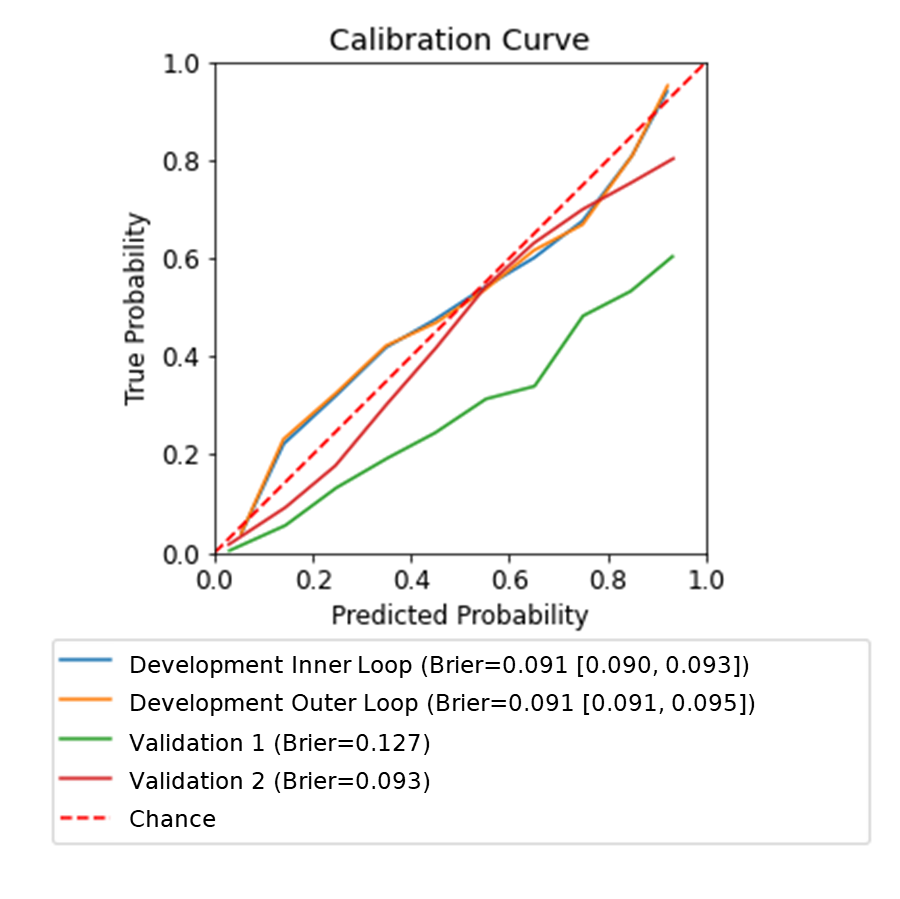 Calibration Curve
1.0
0.8
0.6
0.4
0.2
0.0
True Probability
0.0 0.2 0.4 0.6 0.8 1.0
Predicted Probability
Development Inner Loop (Brier=0.091 [0.090, 0.093])
Development Outer Loop (Brier=0.091 [0.091, 0.095])
Validation 1 (Brier=0.127)
Validation 2 (Brier=0.093)
Chance